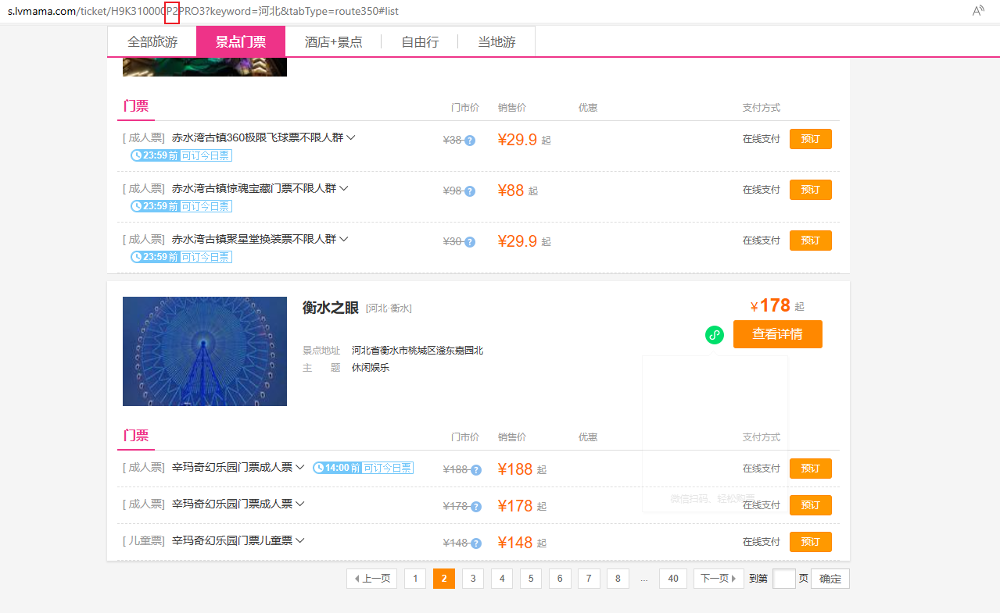 s.lvmama.com/ticket/H9K310000P2PRO3?keyword=河北&tabType=route350#list
全部旅游 景点门票 酒店+景点 自由行 当地游
门票 门市价 销售价 优惠 支付方式
[ 成人票] 赤水湾古镇360极限飞球票不限人群 ¥38 ? ¥29.9 起 在线支付 预订
23:59前 可订今日票
[ 成人票] 赤水湾古镇惊魂宝藏门票不限人群 ¥98 ? ¥88 起 在线支付 预订
23:59前 可订今日票
[ 成人票] 赤水湾古镇聚星堂换装票不限人群 ¥30 ? ¥29.9 起 在线支付 预订
23:59前 可订今日票
衡水之眼 [河北·衡水] ¥178 起
查看详情
景点地址 河北省衡水市桃城区滏东嘉园北
主 题 休闲娱乐
门票 门市价 销售价 优惠 支付方式
[ 成人票] 辛玛奇幻乐园门票成人票 14:00前 可订今日票 ¥188 ? ¥188 起 在线支付 预订
微信扫码、轻松购票
[ 成人票] 辛玛奇幻乐园门票成人票 ¥178 ? ¥178 起 在线支付 预订
[ 儿童票] 辛玛奇幻乐园门票儿童票 ¥148 ? ¥148 起 在线支付 预订
上一页 1 2 3 4 5 6 7 8 ... 40 下一页 到第 页 确定